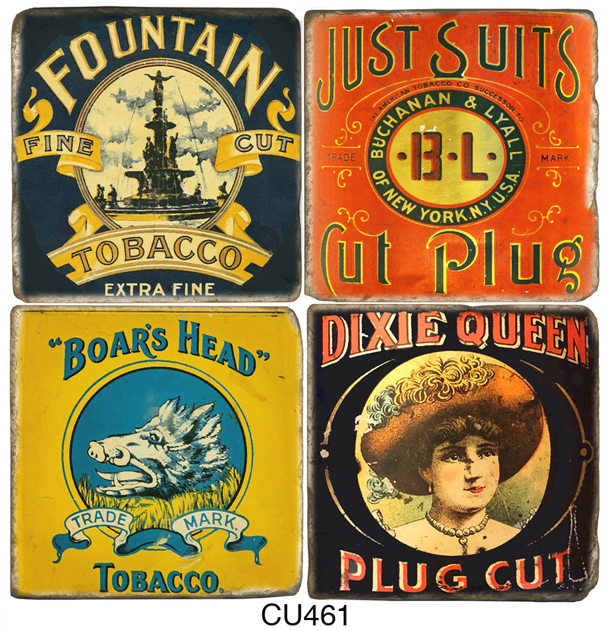 FOUNTAIN
FINE CUT
TOBACCO
EXTRA FINE
JUST SUITS
THE AMERICAN TOBACCO CO. SUCCESSOR TO
BUCHANAN & LYALL
TRADE MARK
·B·L·
OF NEW YORK.N.Y.U.S.A.
Cut Plug
"BOAR'S HEAD"
TRADE MARK.
TOBACCO.
DIXIE QUEEN
PLUG CUT
CU461